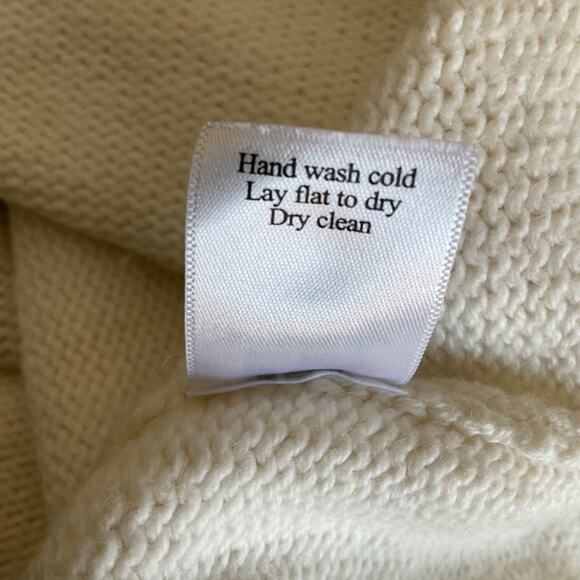 Hand wash cold
Lay flat to dry
Dry clean